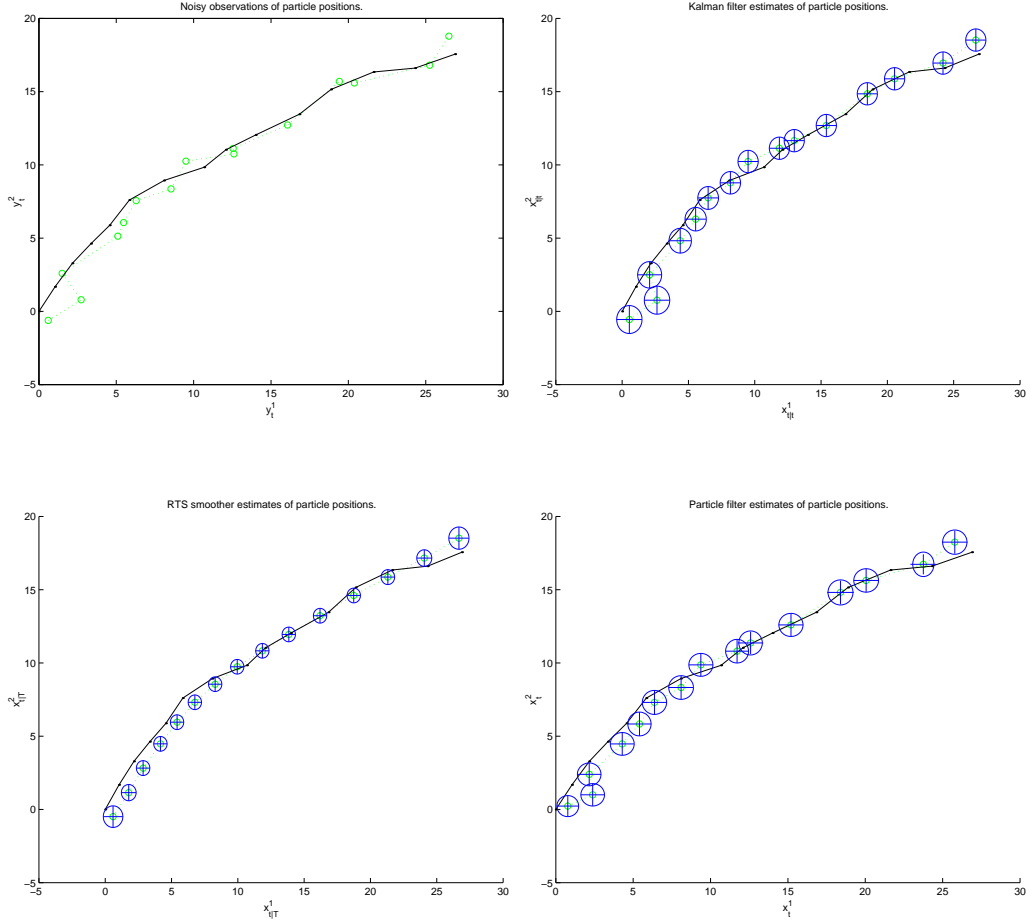 Noisy observations of particle positions.
20
15
10
5
0
−5
0 5 10 15 20 25 30
y_t^1
y_t^2
Kalman filter estimates of particle positions.
20
15
10
5
0
−5
−5 0 5 10 15 20 25 30
x_{t|t}^1
x_{t|t}^2
RTS smoother estimates of particle positions.
20
15
10
5
0
−5
−5 0 5 10 15 20 25 30
x_{t|T}^1
x_{t|T}^2
Particle filter estimates of particle positions.
20
15
10
5
0
−5
0 5 10 15 20 25 30
x_t^1
x_t^2